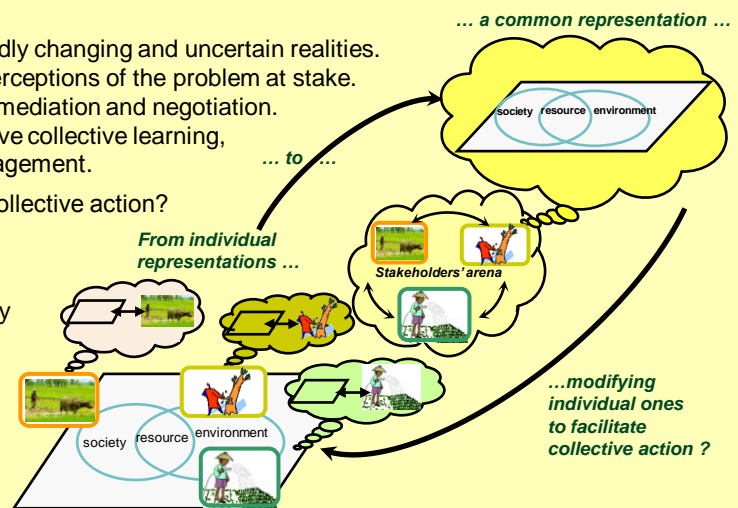 … a common representation …
dly changing and uncertain realities.
erceptions of the problem at stake.
mediation and negotiation.
ve collective learning,
agement.
… to …
ollective action?
society resource environment
From individual
representations …
Stakeholders’ arena
y
…modifying
individual ones
to facilitate
collective action ?
society resource environment